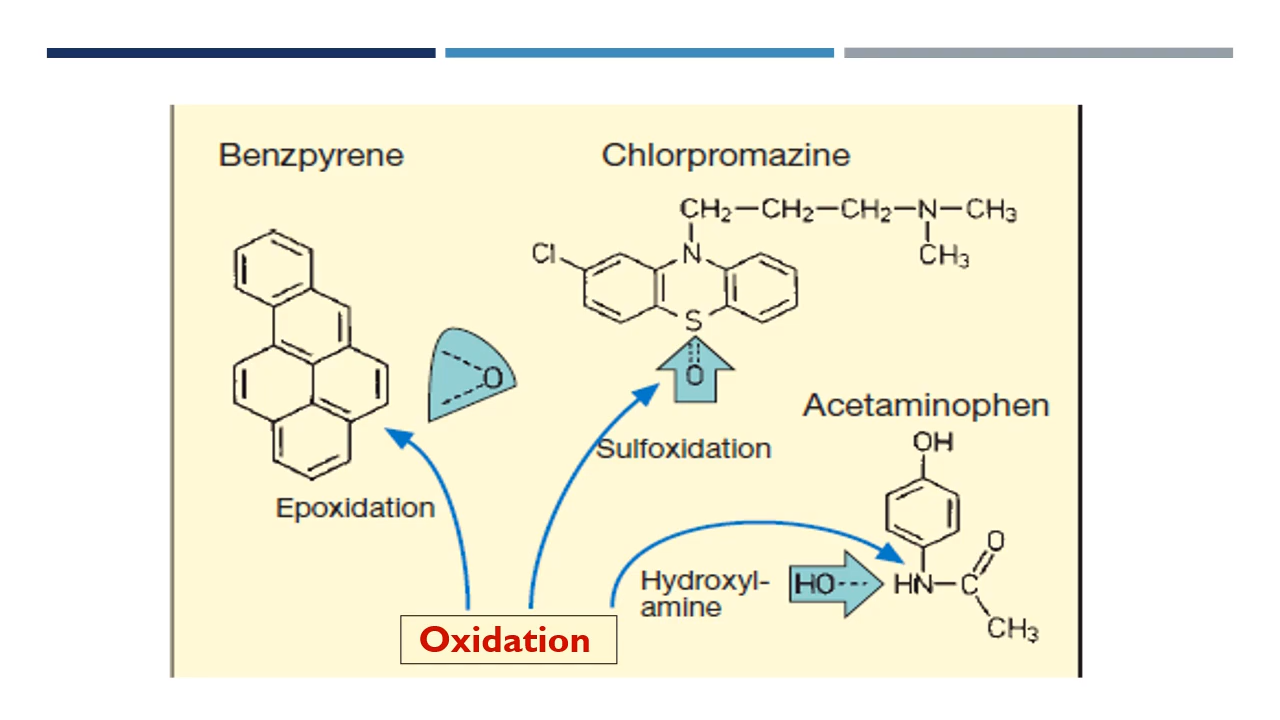 Benzpyrene
Chlorpromazine
CH2–CH2–CH2–N–CH3
CH3
Cl
N
S
O
O
Acetaminophen
OH
Sulfoxidation
Epoxidation
O
Hydroxyl-
amine
HO---
HN–C
CH3
Oxidation